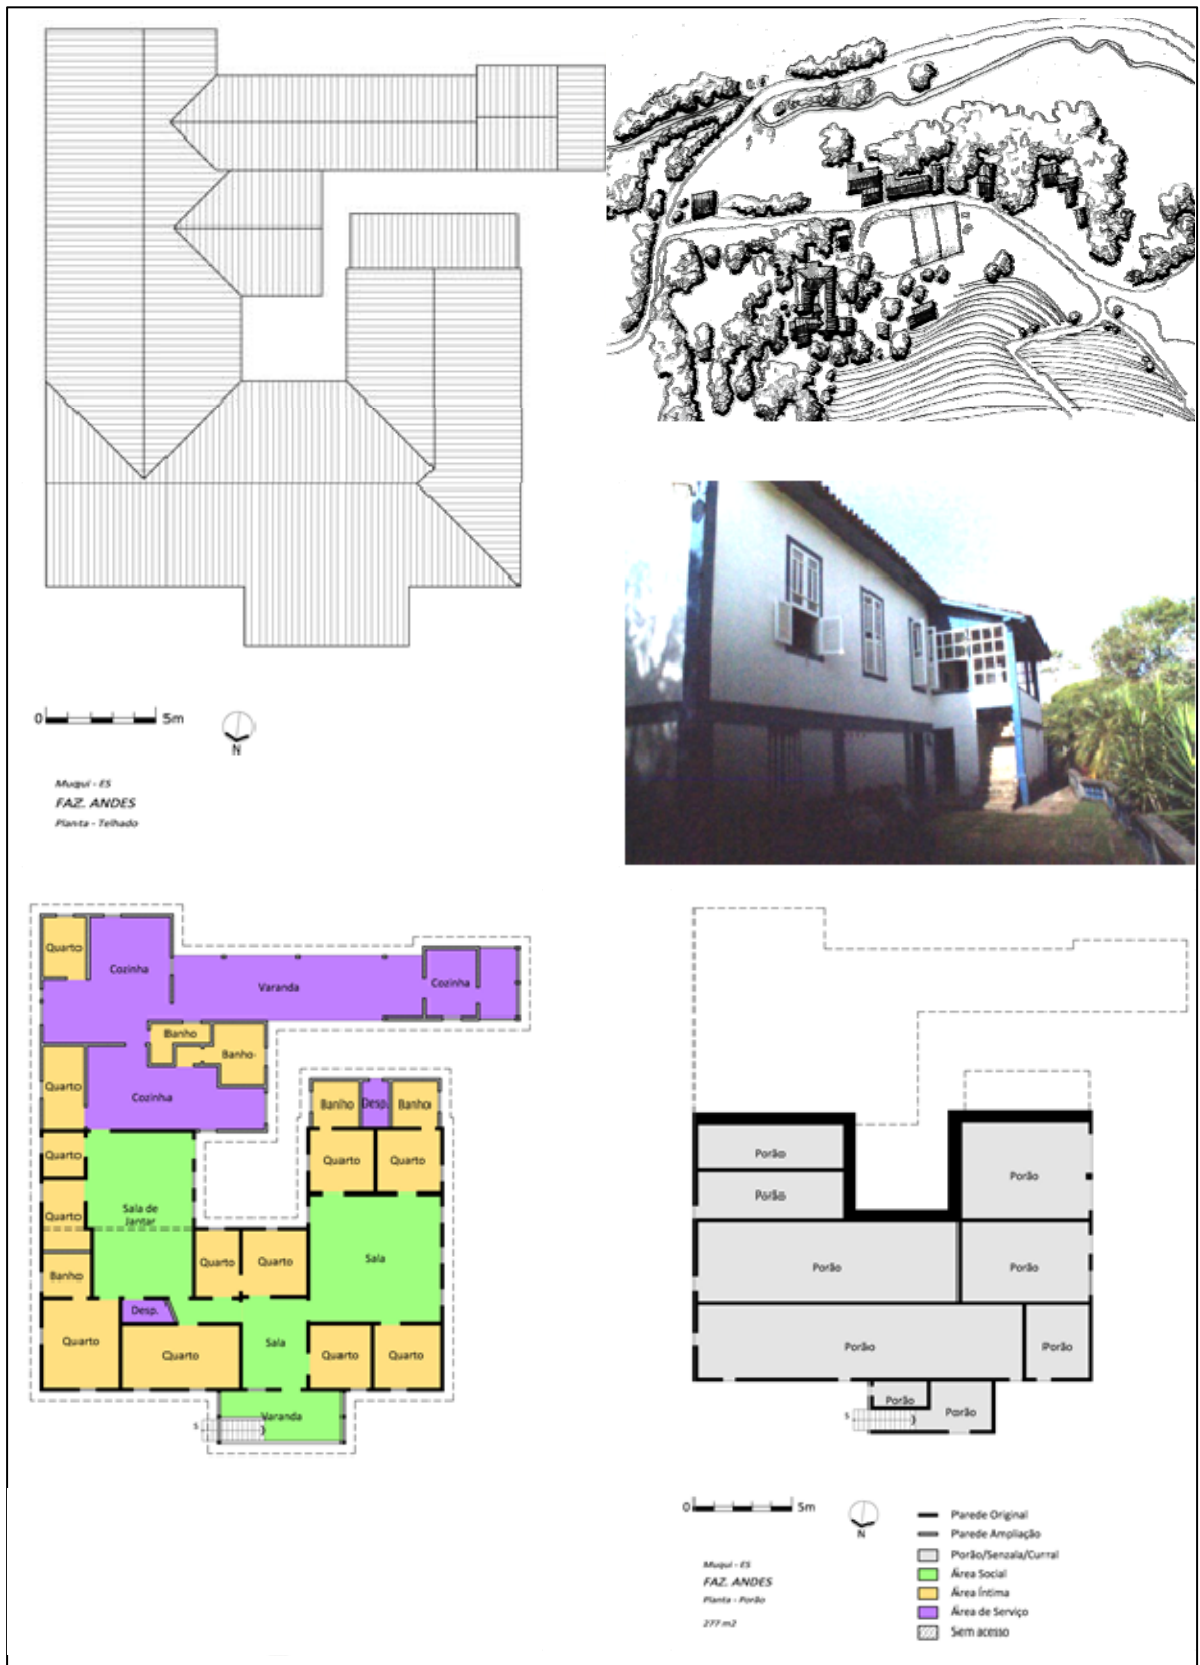 0 5m
N
Muqui - ES
FAZ. ANDES
Planta - Telhado
Quarto
Cozinha
Varanda
Cozinha
Banho
Banho
Quarto
Cozinha
Banho
Desp.
Banho
Quarto
Quarto
Quarto
Sala de
Jantar
Quarto
Quarto
Quarto
Sala
Banho
Desp.
Quarto
Quarto
Sala
Quarto
Quarto
Varanda
S
Porão
Porão
Porão
Porão
Porão
Porão
Porão
Porão
Porão
S
0 5m
N
Muqui - ES
FAZ. ANDES
Planta - Porão
277 m2
Parede Original
Parede Ampliação
Porão/Senzala/Curral
Área Social
Área Íntima
Área de Serviço
Sem acesso